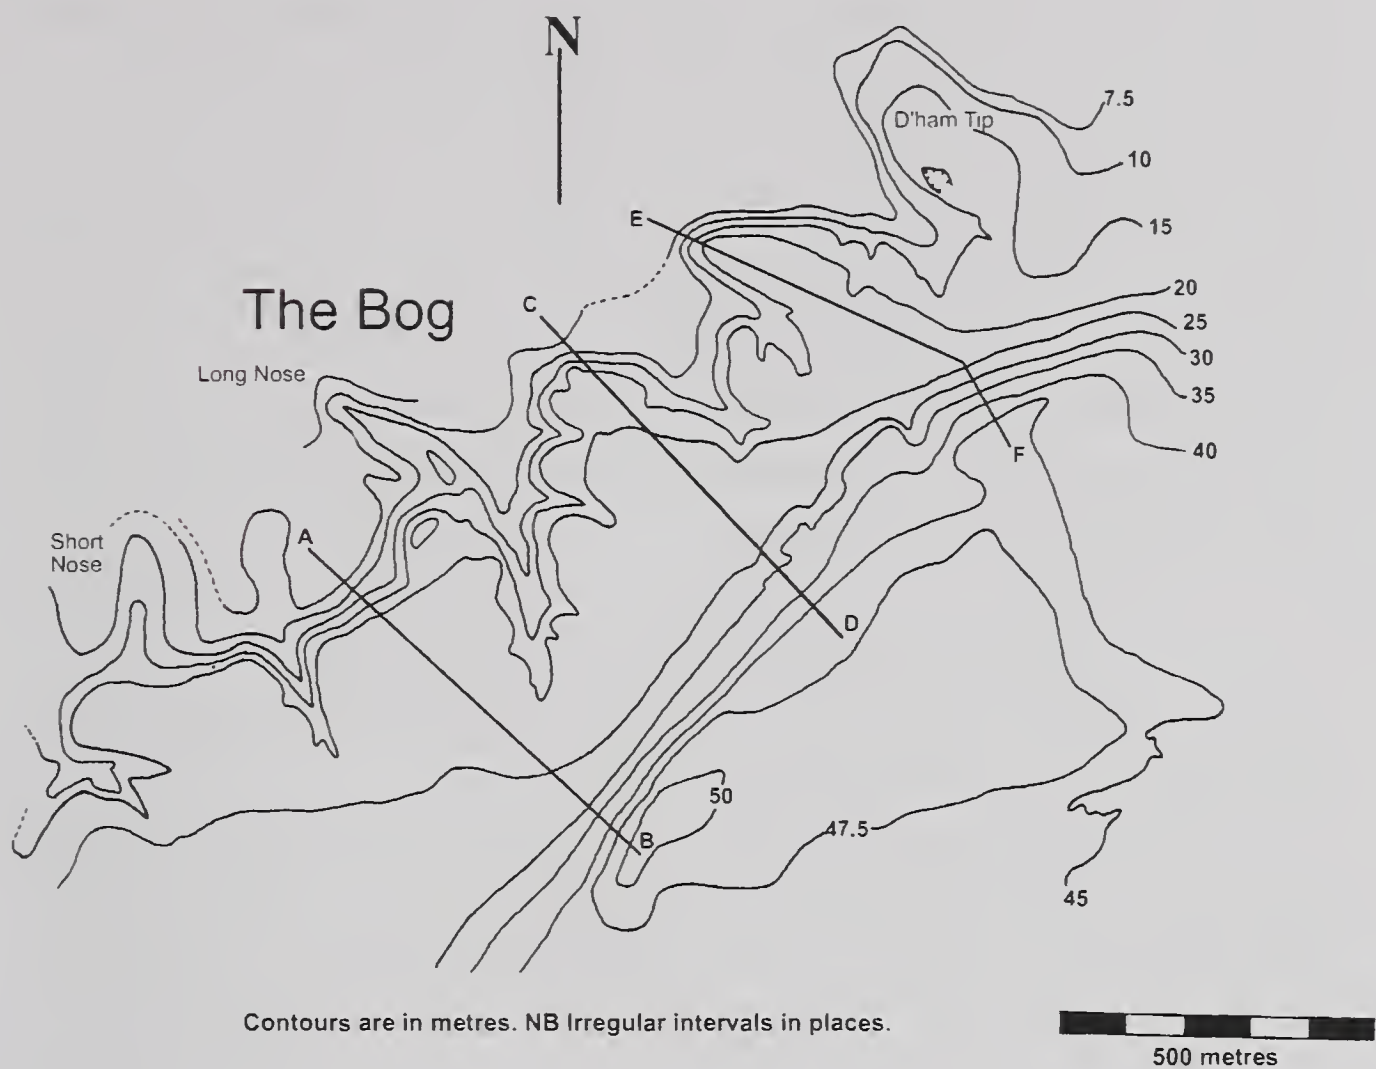 N
D'ham Tip
7.5
10
15
E
20
The Bog
C
25
30
Long Nose
35
40
F
A
Short
Nose
D
50
47.5
B
45
Contours are in metres. NB Irregular intervals in places.
500 metres